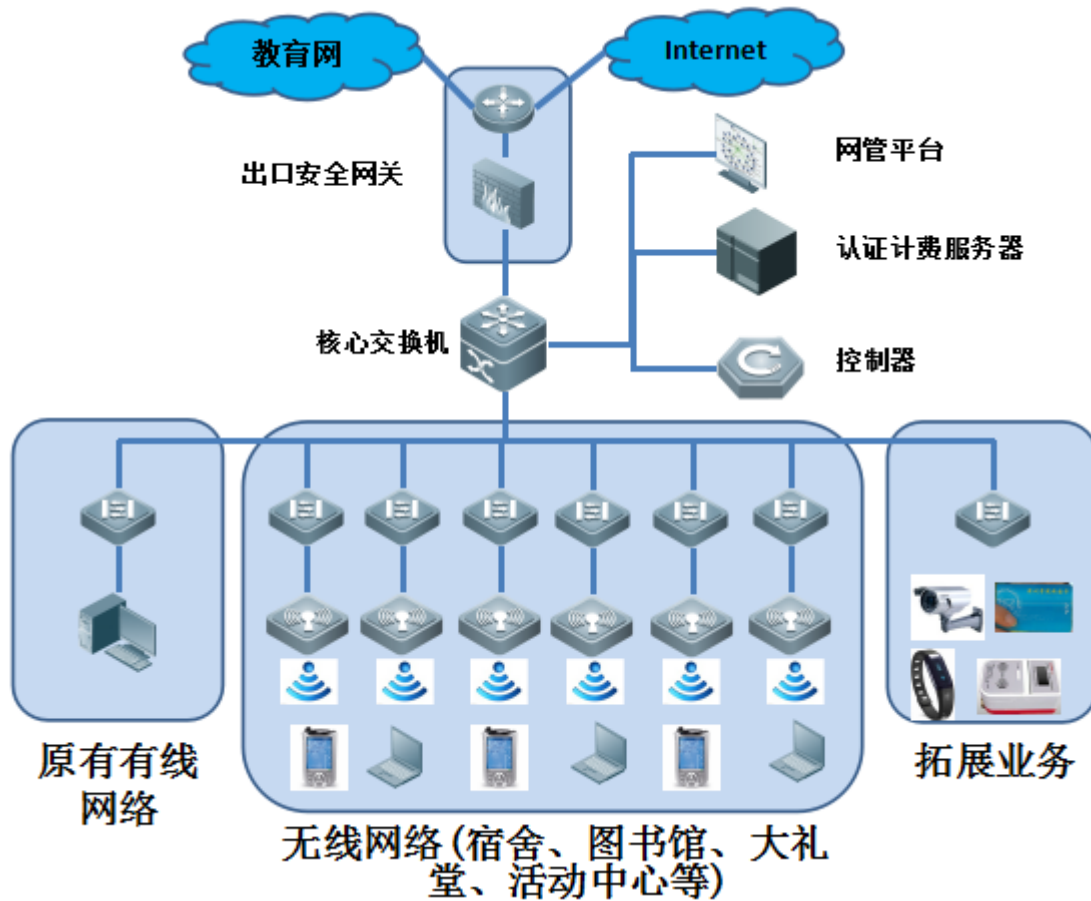 教育网
Internet
出口安全网关
网管平台
认证计费服务器
核心交换机
控制器
原有有线
网络
拓展业务
无线网络(宿舍、图书馆、大礼
堂、活动中心等)